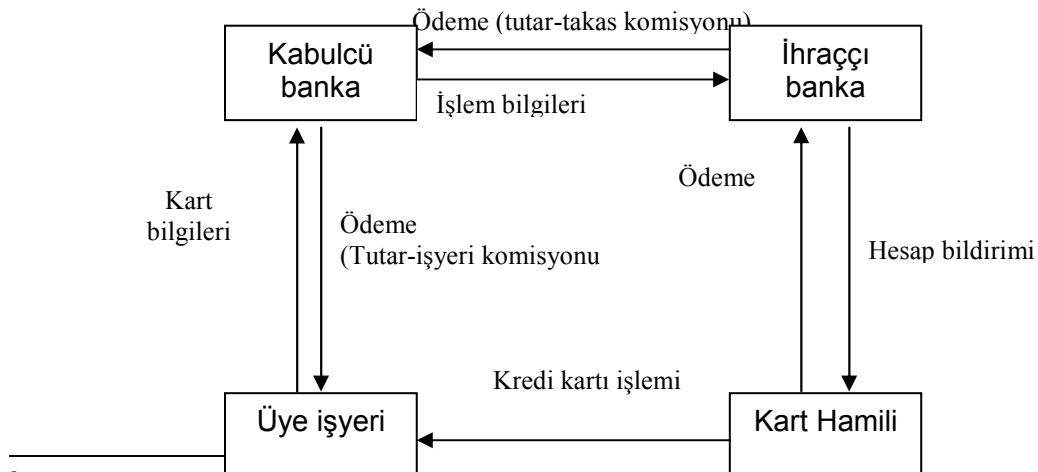 Ödeme (tutar-takas komisyonu)
Kabulcü
banka
İhraççı
banka
İşlem bilgileri
Kart
bilgileri
Ödeme
(Tutar-işyeri komisyonu
Ödeme
Hesap bildirimi
Kredi kartı işlemi
Üye işyeri
Kart Hamili